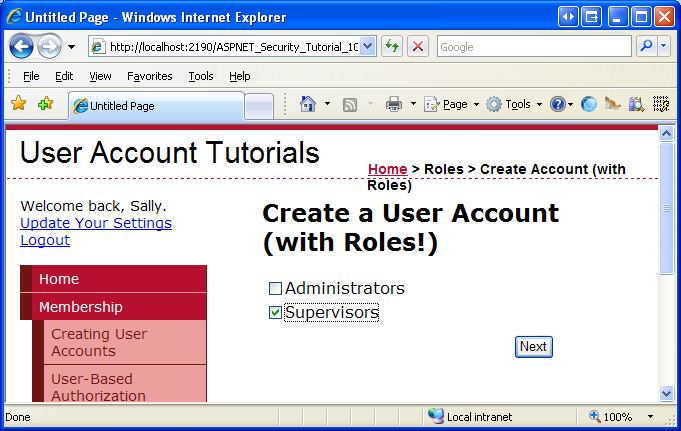 Untitled Page - Windows Internet Explorer
http://localhost:2190/ASPNET_Security_Tutorial_10
Google
File Edit View Favorites Tools Help
Untitled Page
Page Tools
User Account Tutorials
Home > Roles > Create Account (with
Roles)
Welcome back, Sally.
Update Your Settings
Logout
Create a User Account
(with Roles!)
Home
Membership
Creating User
Accounts
User-Based
Authorization
Administrators
Supervisors
Next
Done
Local intranet
100%